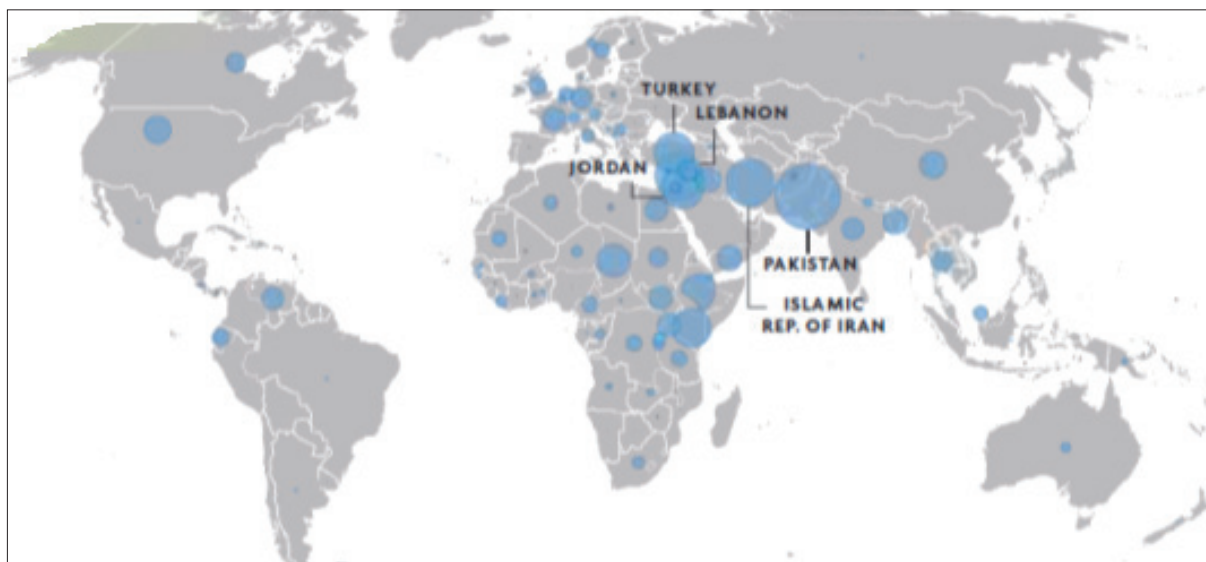 TURKEY
LEBANON
JORDAN
PAKISTAN
ISLAMIC
REP. OF IRAN